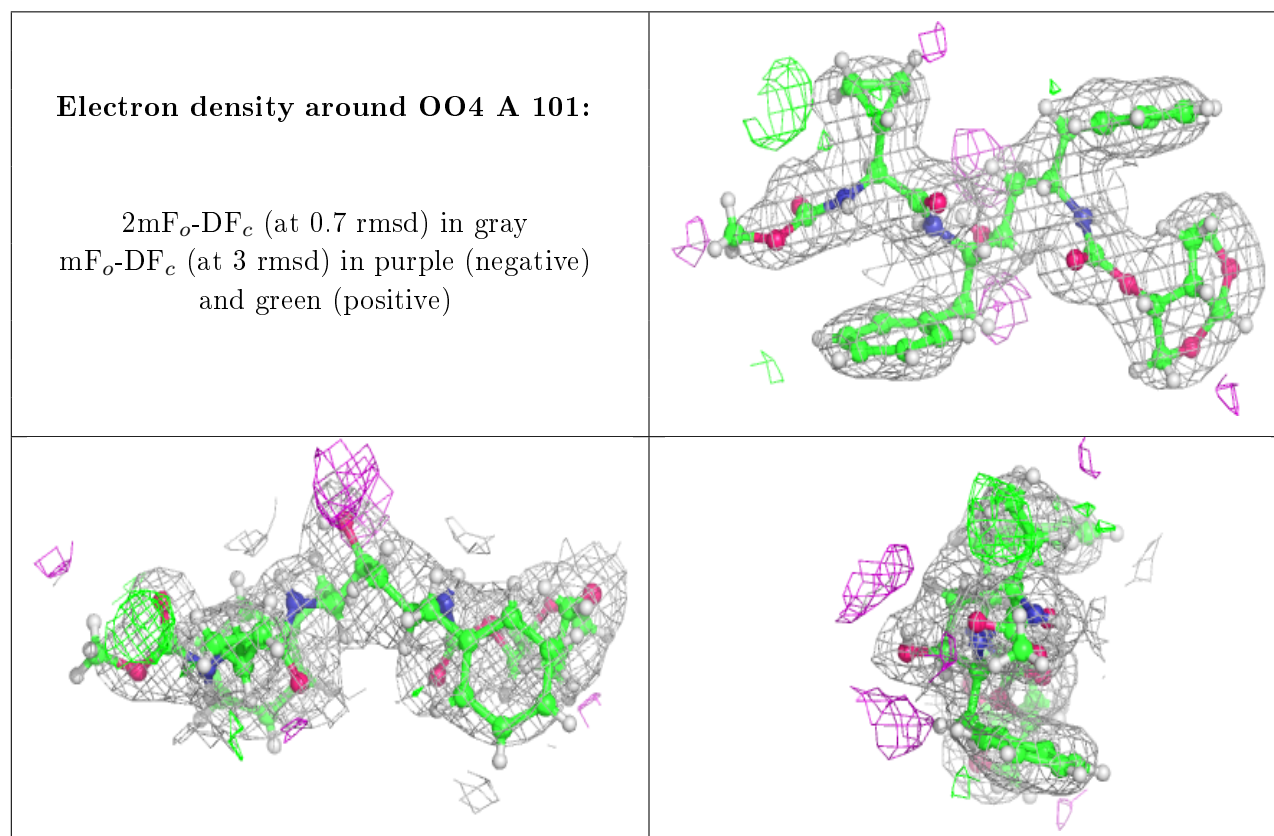 Electron density around OO4 A 101:
2mFo-DFc (at 0.7 rmsd) in gray
mFo-DFc (at 3 rmsd) in purple (negative)
and green (positive)